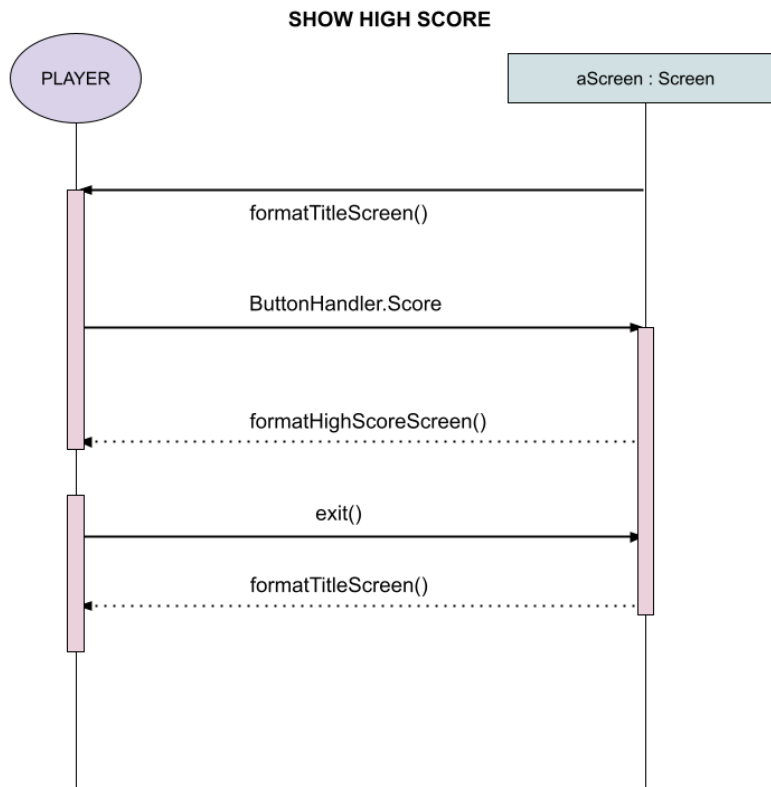 SHOW HIGH SCORE
PLAYER
aScreen : Screen
formatTitleScreen()
ButtonHandler.Score
formatHighScoreScreen()
exit()
formatTitleScreen()